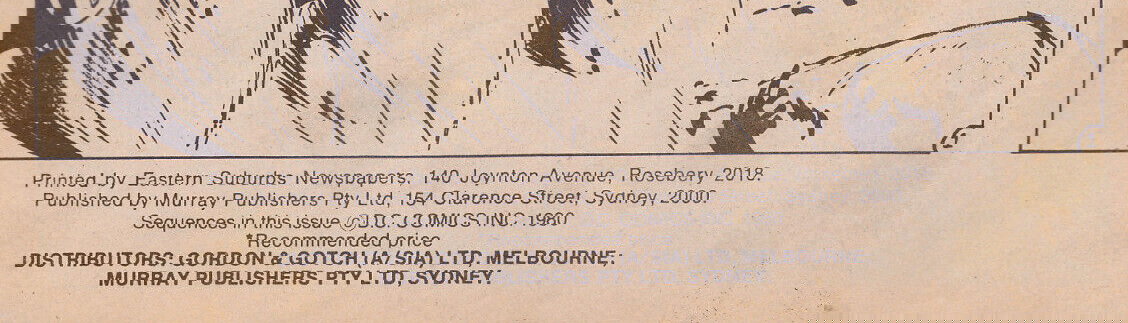 Printed by Eastern Suburbs Newspapers, 140 Joynton Avenue, Rosebery 2018.
Published by Murray Publishers Pty Ltd, 154 Clarence Street, Sydney, 2000
Sequences in this issue © D.C. COMICS INC. 1980
*Recommended price
DISTRIBUTORS: GORDON & GOTCH (A/SIA) LTD, MELBOURNE;
MURRAY PUBLISHERS PTY LTD, SYDNEY.